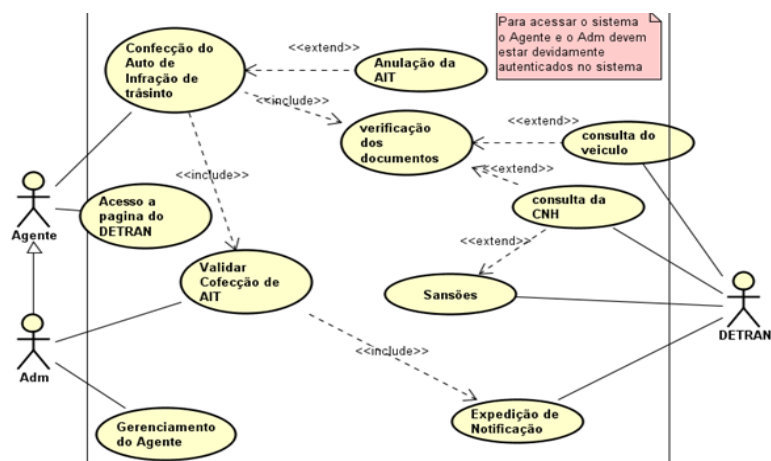 Confecção do
Auto de
Infração de
trásinto
<<extend>>
Anulação da
AIT
Para acessar o sistema
o Agente e o Adm devem
estar devidamente
autenticados no sistema
<<include>>
verificação
dos
documentos
<<extend>>
consulta do
veiculo
<<extend>>
<<include>>
Agente
Acesso a
pagina do
DETRAN
consulta da
CNH
<<extend>>
Validar
Cofecção de
AIT
Sansões
DETRAN
Adm
<<include>>
Gerenciamento
do Agente
Expedição de
Notificação